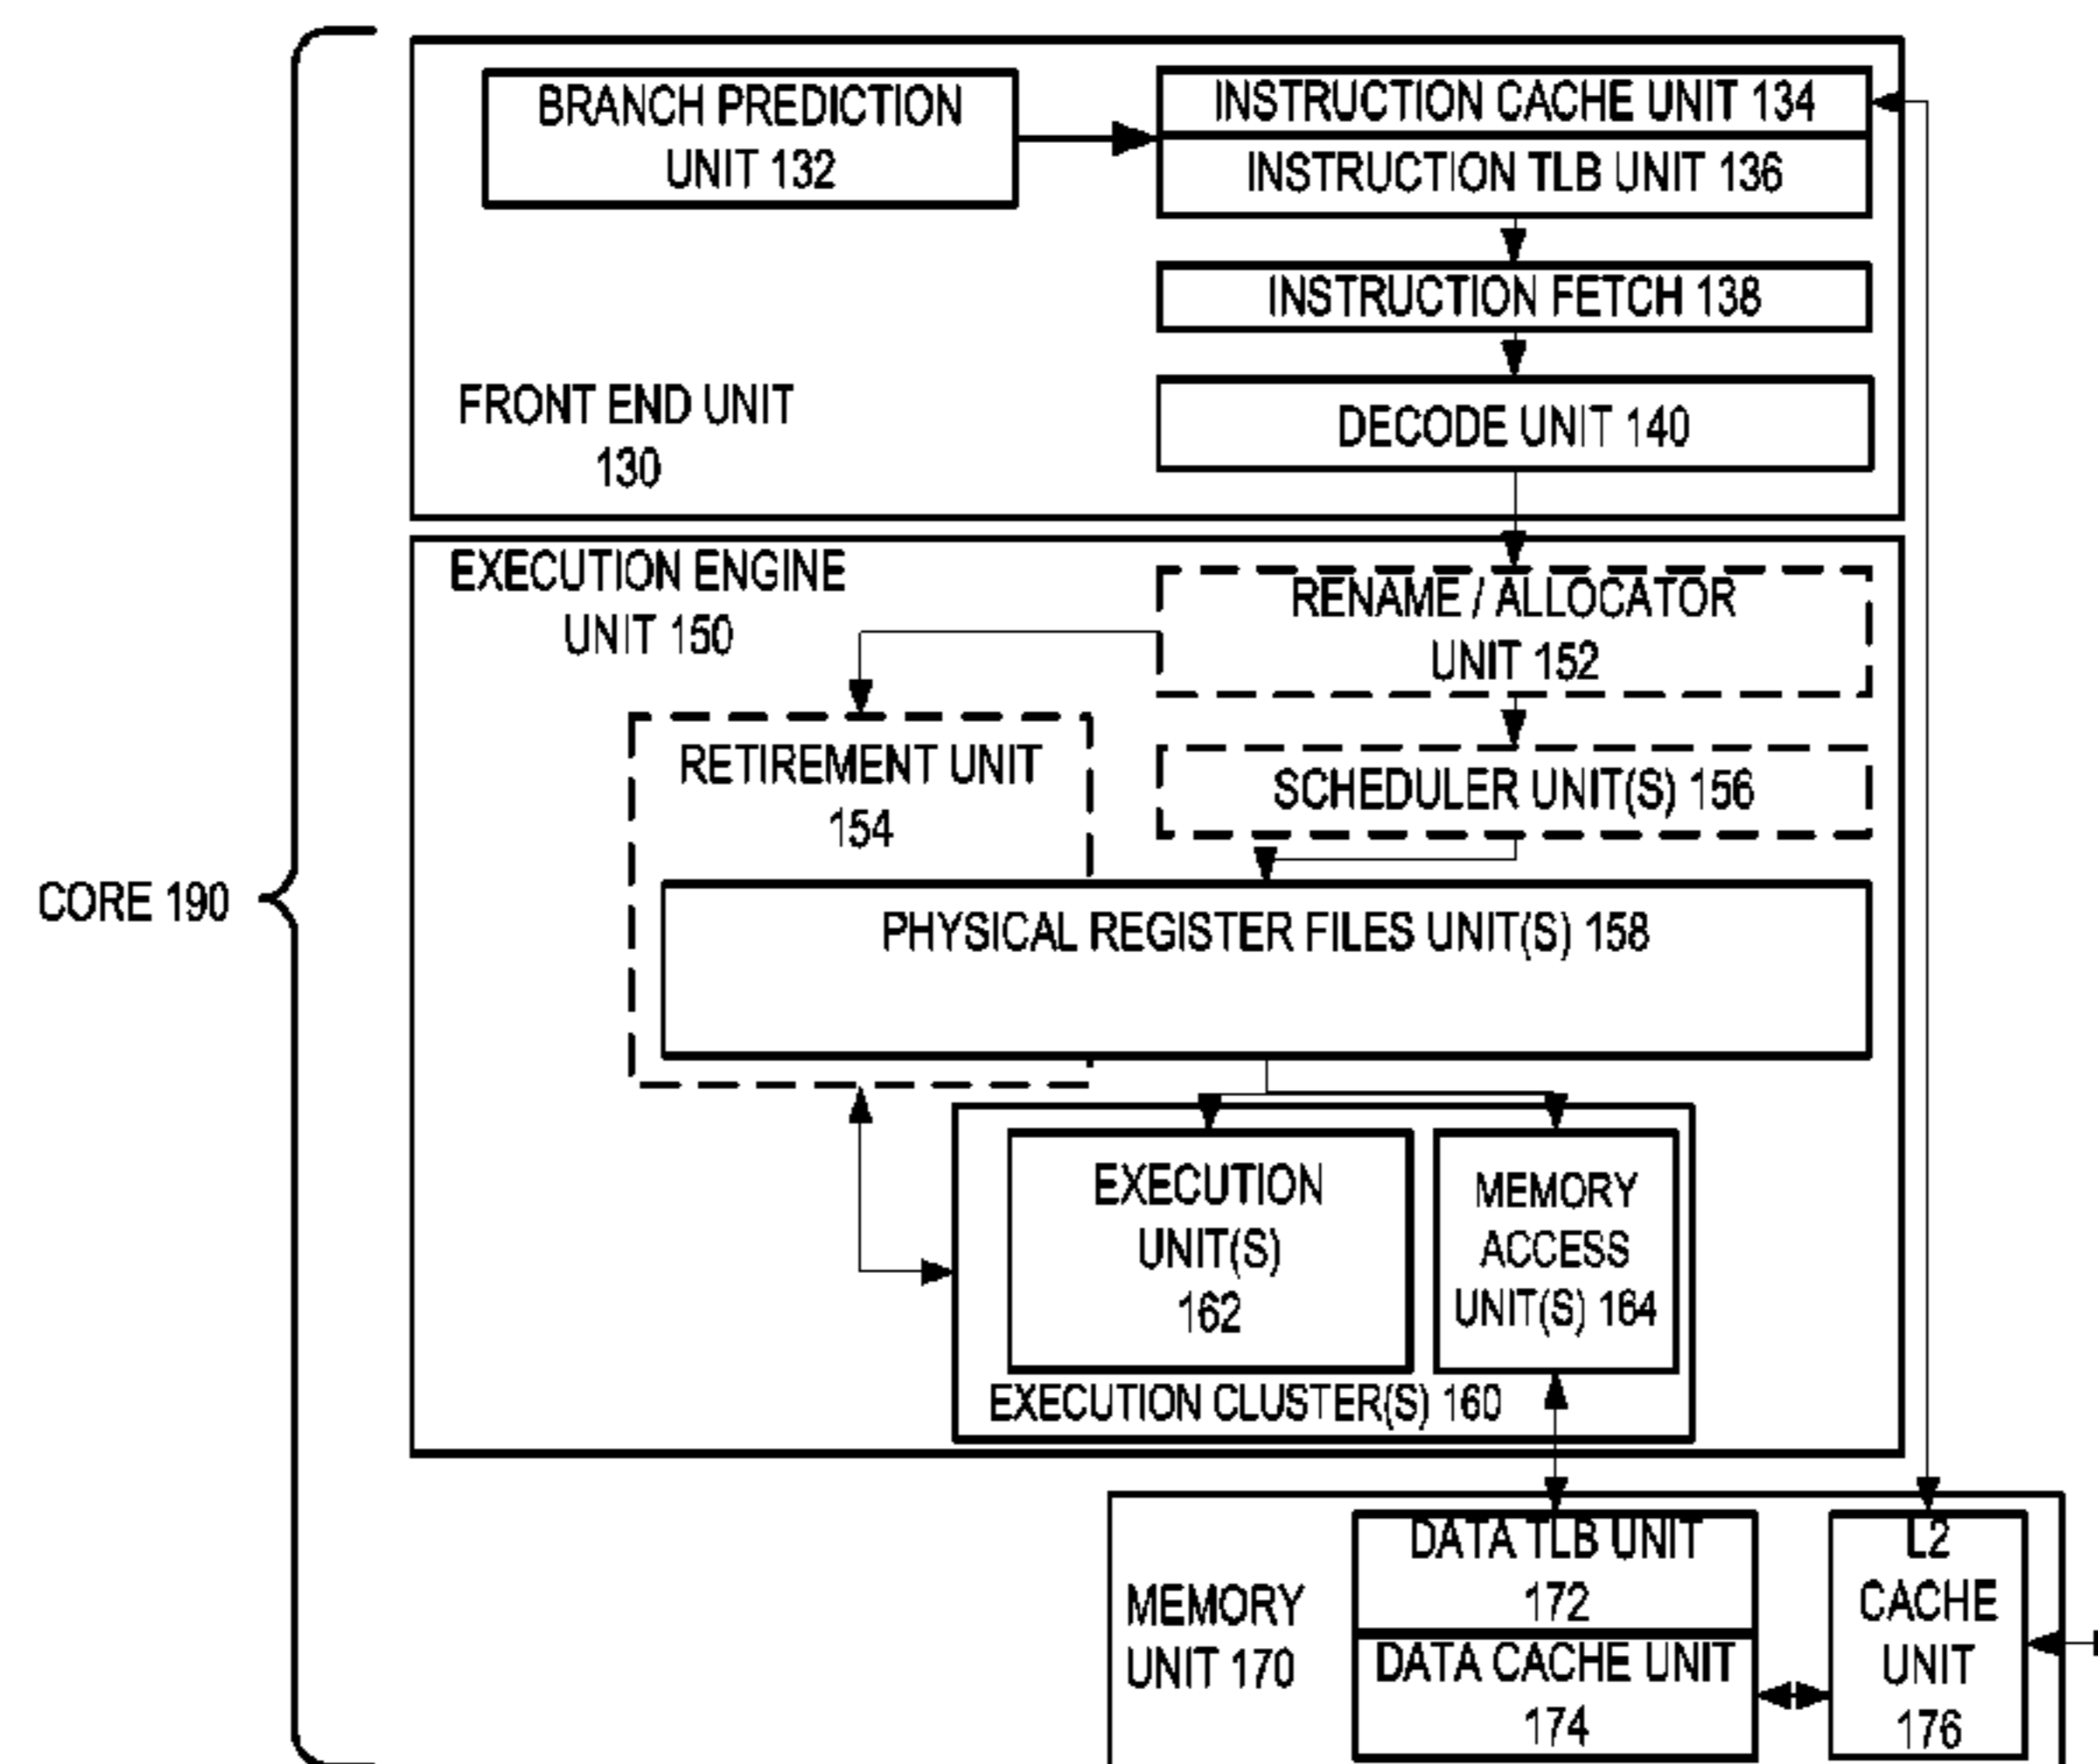 BRANCH PREDICTION
UNIT 132
INSTRUCTION CACHE UNIT 134
INSTRUCTION TLB UNIT 136
INSTRUCTION FETCH 138
FRONT END UNIT
130
DECODE UNIT 140
EXECUTION ENGINE
UNIT 150
RENAME / ALLOCATOR
UNIT 152
RETIREMENT UNIT
154
SCHEDULER UNIT(S) 156
CORE 190
PHYSICAL REGISTER FILES UNIT(S) 158
EXECUTION
UNIT(S)
162
MEMORY
ACCESS
UNIT(S) 164
EXECUTION CLUSTER(S) 160
MEMORY
UNIT 170
DATA TLB UNIT
172
DATA CACHE UNIT
174
L2
CACHE
UNIT
176